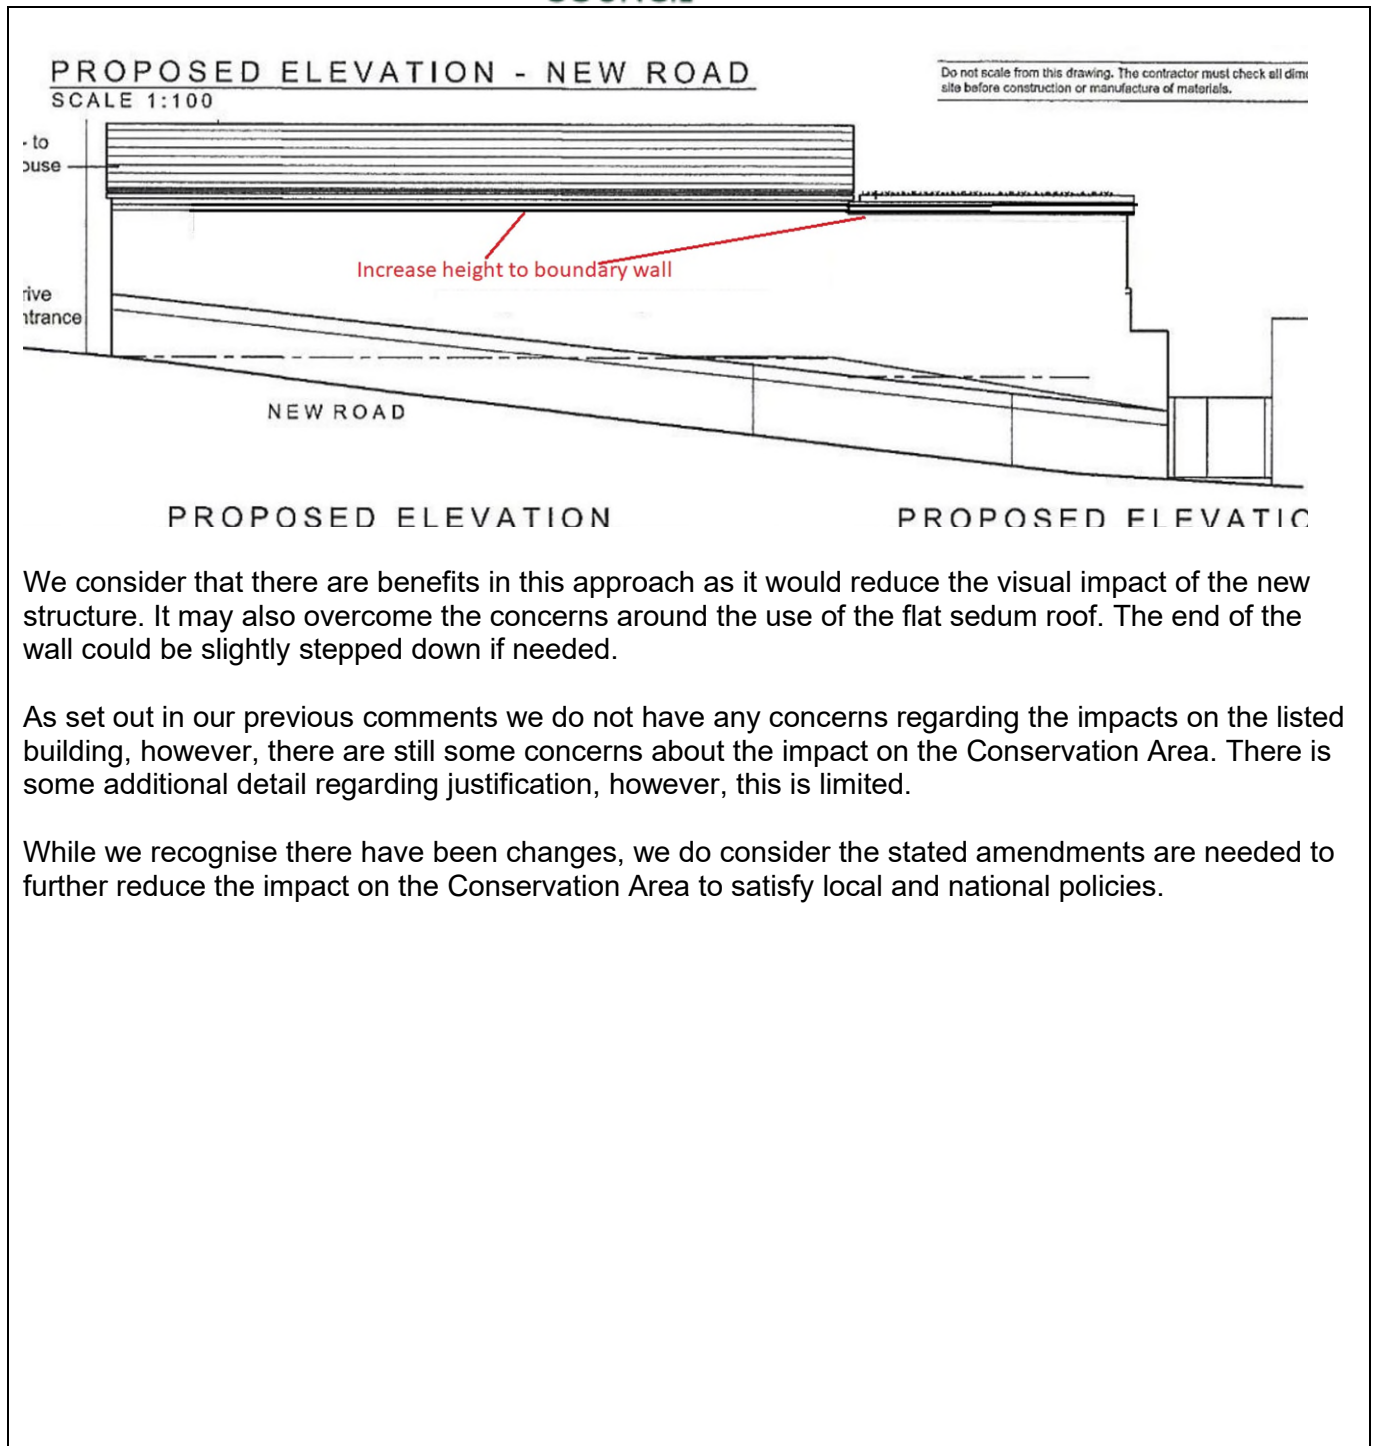 PROPOSED ELEVATION - NEW ROAD
SCALE 1:100
Do not scale from this drawing. The contractor must check all dim
site before construction or manufacture of materials.
- to
ouse
Increase height to boundary wall
rive
ntrance
NEW ROAD
PROPOSED ELEVATION
PROPOSED ELEVATIO
We consider that there are benefits in this approach as it would reduce the visual impact of the new
structure. It may also overcome the concerns around the use of the flat sedum roof. The end of the
wall could be slightly stepped down if needed.
As set out in our previous comments we do not have any concerns regarding the impacts on the listed
building, however, there are still some concerns about the impact on the Conservation Area. There is
some additional detail regarding justification, however, this is limited.
While we recognise there have been changes, we do consider the stated amendments are needed to
further reduce the impact on the Conservation Area to satisfy local and national policies.